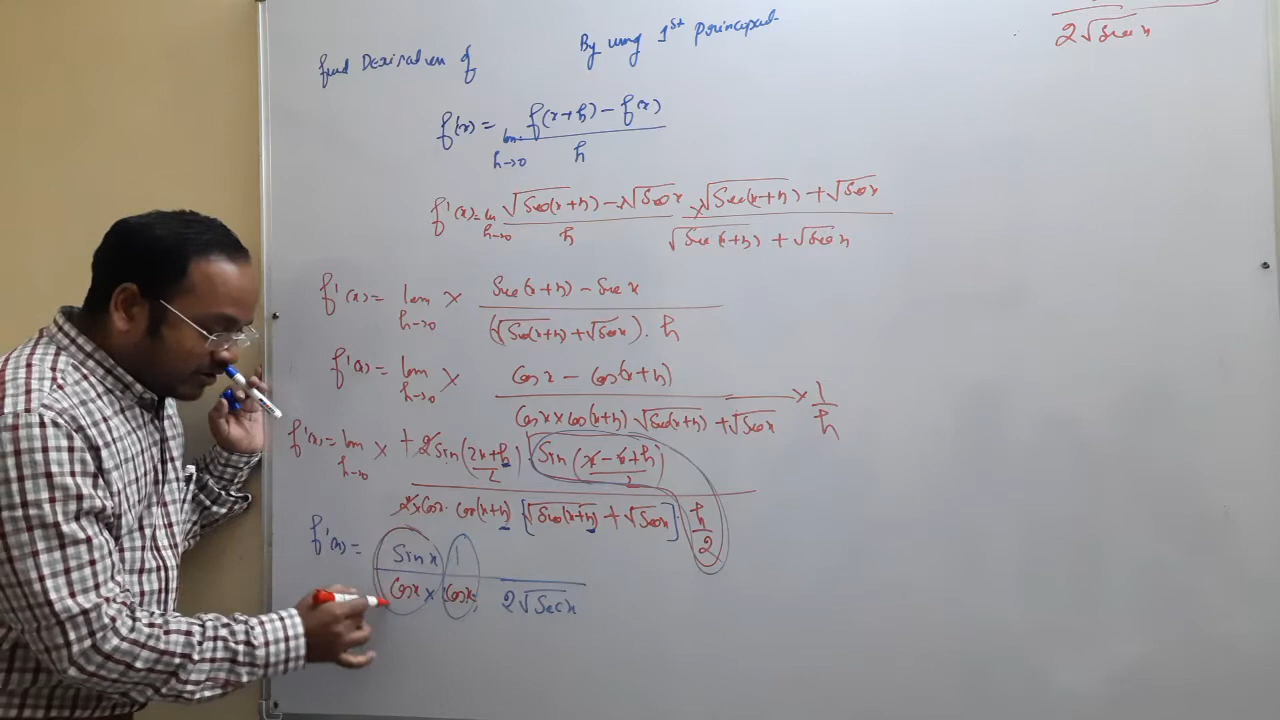 find Derivation of By using 1st principal
2√Sec x
f'(x) = lim h→0 f(x+h) - f(x) / h
f'(x) = lim h→0 √Sec(x+h) - √Sec x / h × √Sec(x+h) + √Sec x / √Sec(x+h) + √Sec x
f'(x) = lim h→0 × Sec(x+h) - Sec x / (√Sec(x+h) + √Sec x) . h
f'(x) = lim h→0 × Cos x - Cos(x+h) / Cos x × Cos(x+h) √Sec(x+h) + √Sec x × 1/h
f'(x) = lim h→0 × + 2 Sin (2x+h / 2) Sin (x - x + h / 2) / 2 × Cos x . Cos(x+h) [√Sec(x+h) + √Sec x] . h/2
f'(x) = Sin x / Cos x × 1 / Cos x, 2√Sec x